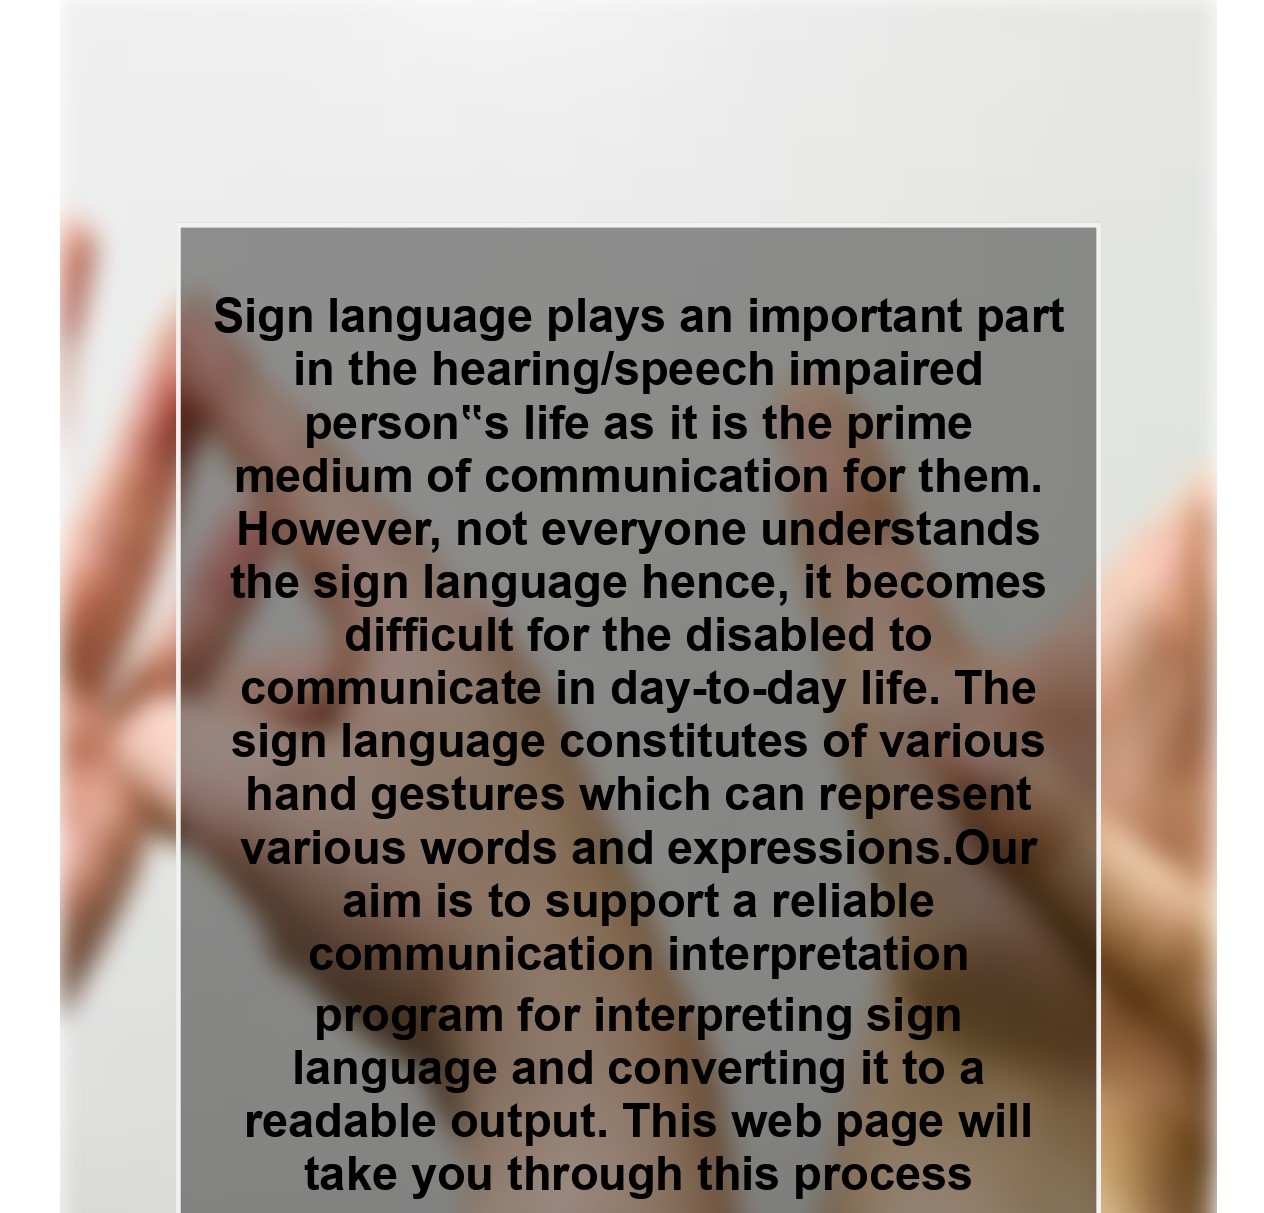 Sign language plays an important part
in the hearing/speech impaired
person‟s life as it is the prime
medium of communication for them.
However, not everyone understands
the sign language hence, it becomes
difficult for the disabled to
communicate in day-to-day life. The
sign language constitutes of various
hand gestures which can represent
various words and expressions.Our
aim is to support a reliable
communication interpretation
program for interpreting sign
language and converting it to a
readable output. This web page will
take you through this process